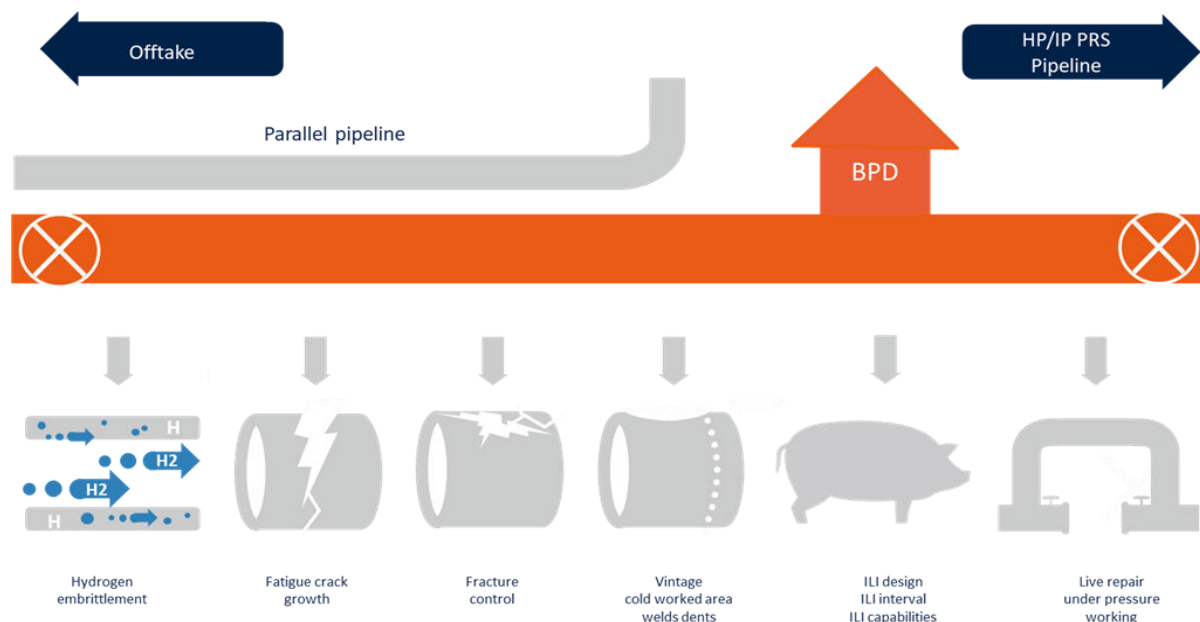 Offtake
HP/IP PRS
Pipeline
Parallel pipeline
BPD
H
H2
H2
H
Hydrogen
embrittlement
Fatigue crack
growth
Fracture
control
Vintage
cold worked area
welds dents
ILI design
ILI interval
ILI capabilities
Live repair
under pressure
working